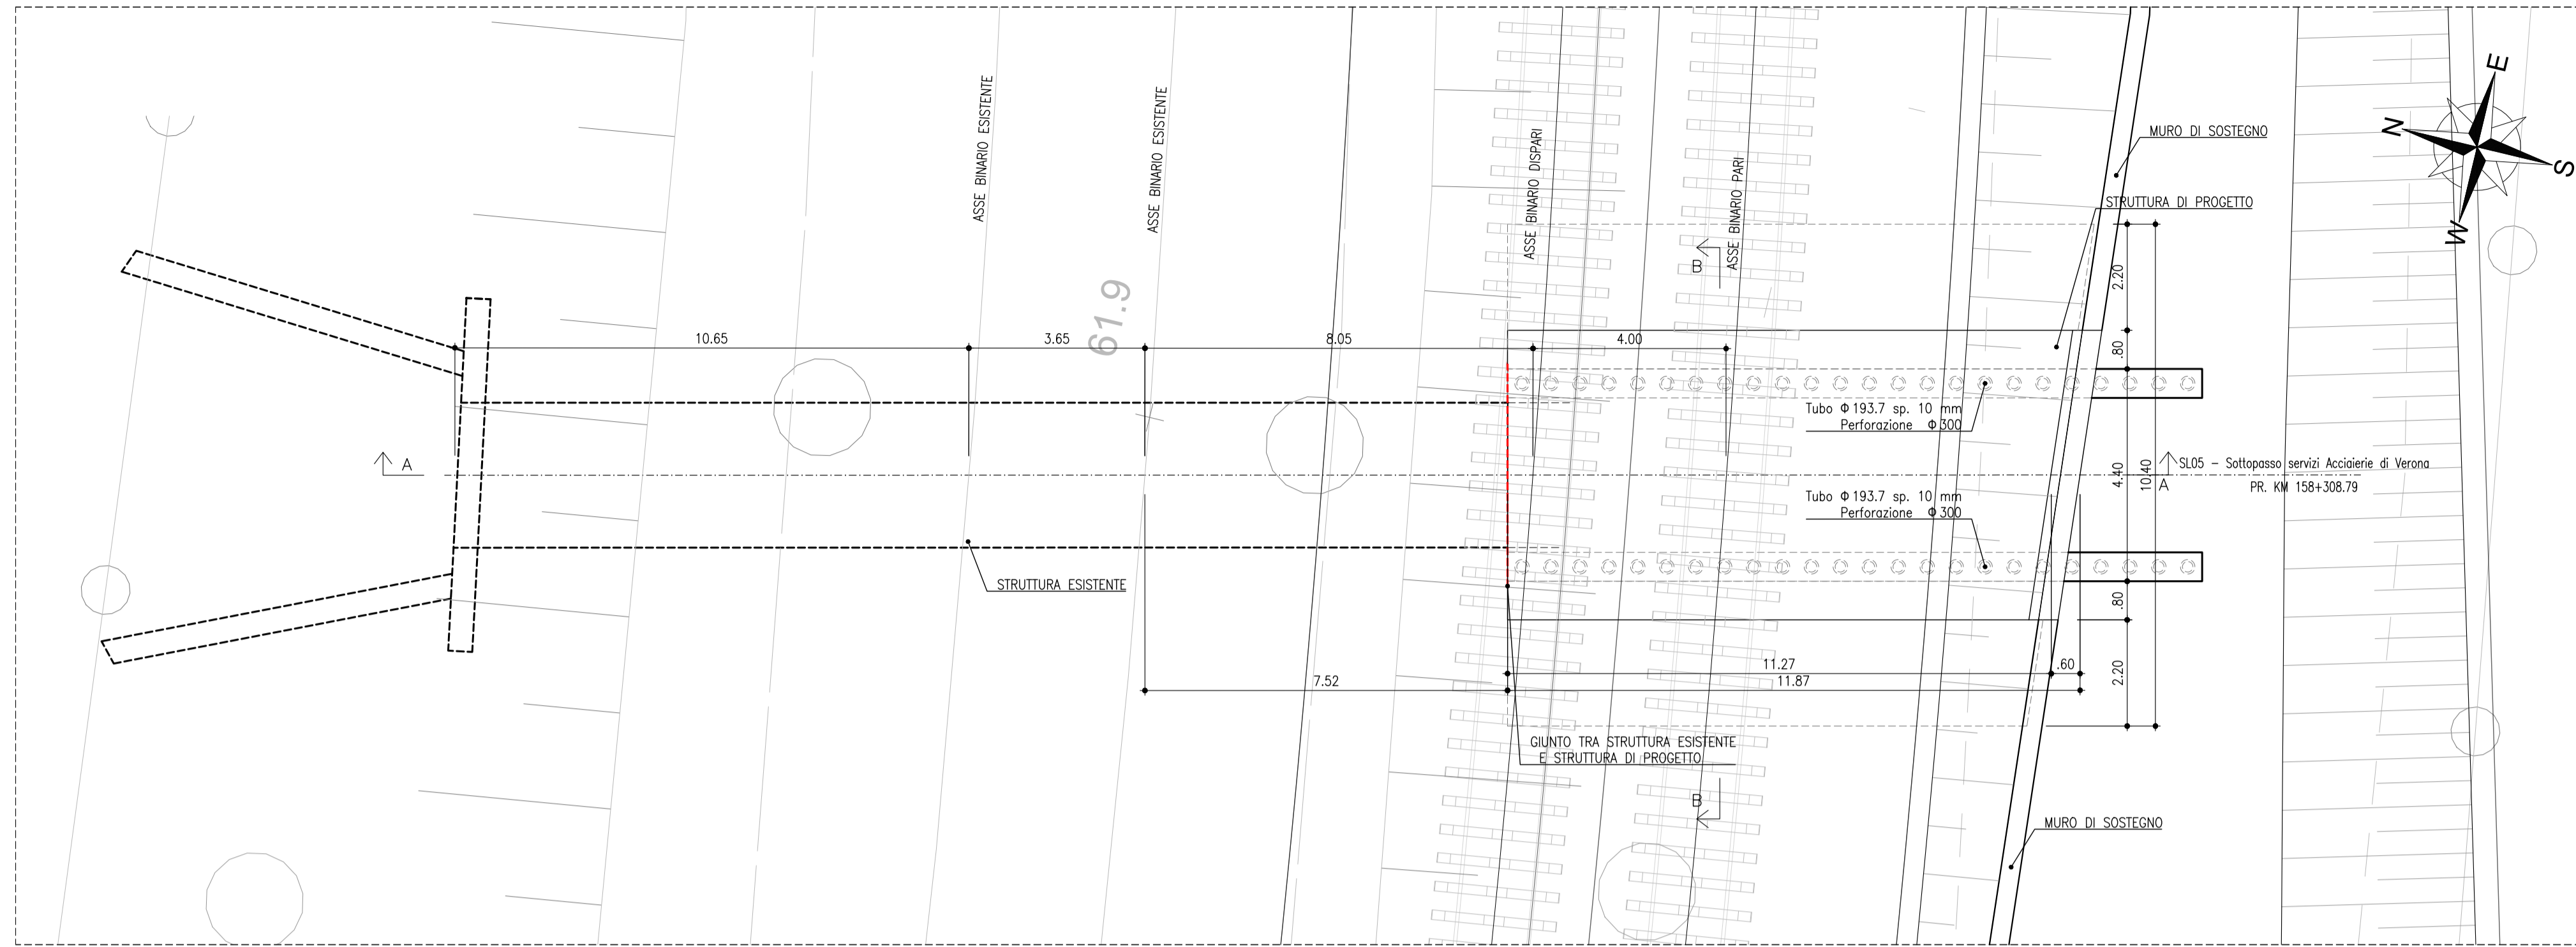 ASSE BINARIO ESISTENTE
ASSE BINARIO ESISTENTE
ASSE BINARIO DISPARI
ASSE BINARIO PARI
MURO DI SOSTEGNO
STRUTTURA DI PROGETTO
N
E
S
W
61.9
B
2.20
.80
10.65
3.65
8.05
4.00
Tubo Φ193.7 sp. 10 mm
Perforazione Φ300
A
4.40
10.40
A
SL05 - Sottopasso servizi Acciaierie di Verona
PR. KM 158+308.79
Tubo Φ193.7 sp. 10 mm
Perforazione Φ300
STRUTTURA ESISTENTE
.80
2.20
11.27
.60
7.52
11.87
GIUNTO TRA STRUTTURA ESISTENTE
E STRUTTURA DI PROGETTO
B
MURO DI SOSTEGNO